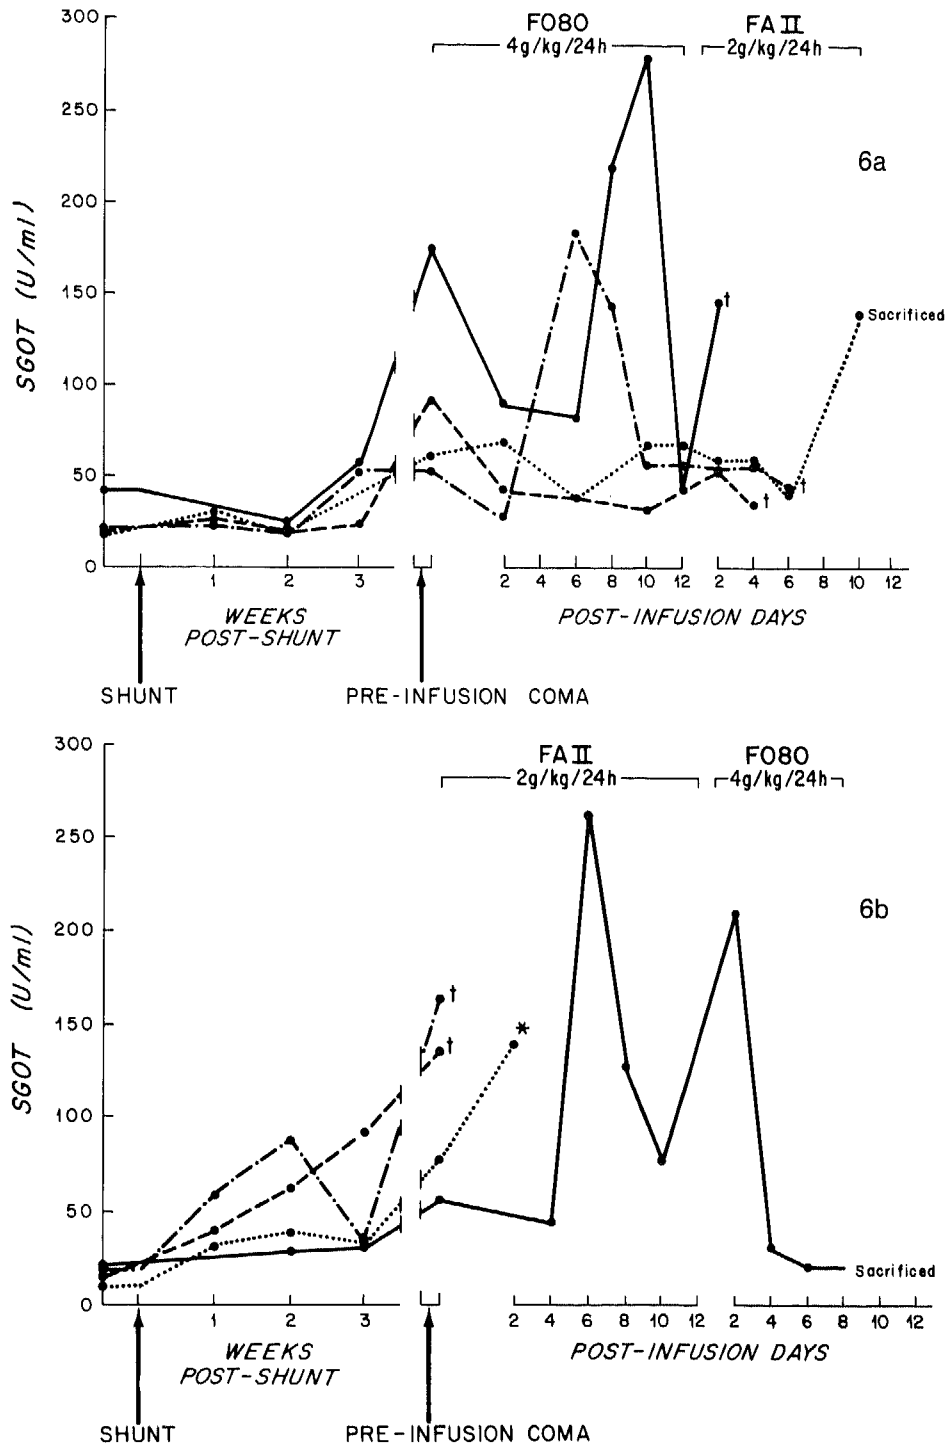 300
FO80
FA II
4g/kg/24h
2g/kg/24h
250
6a
200
SGOT (U/ml)
150
†
Sacrificed
100
50
†
†
0
1 2 3
2 4 6 8 10 12 2 4 6 8 10 12
WEEKS
POST-SHUNT
POST-INFUSION DAYS
SHUNT
PRE-INFUSION COMA
300
FA II
FO80
2g/kg/24h
4g/kg/24h
250
6b
200
SGOT (U/ml)
†
150
*
†
100
50
Sacrificed
0
1 2 3
2 4 6 8 10 12 2 4 6 8 10 12
WEEKS
POST-SHUNT
POST-INFUSION DAYS
SHUNT
PRE-INFUSION COMA